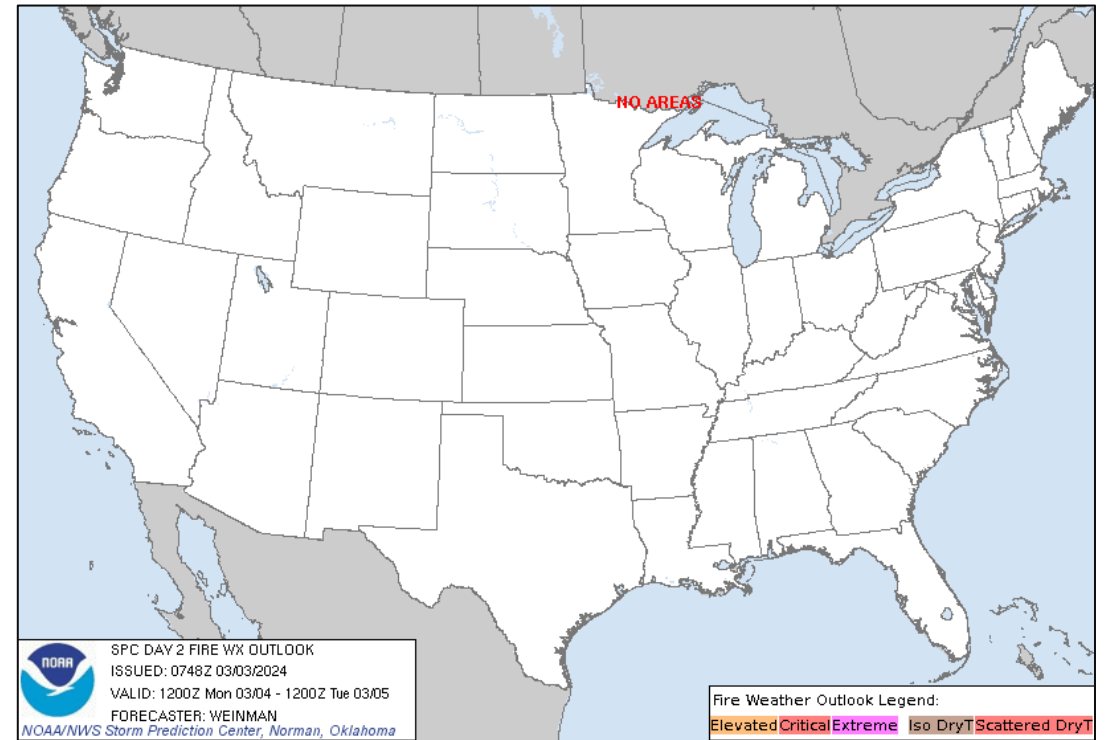 NO AREAS
NOAA
SPC DAY 2 FIRE WX OUTLOOK
ISSUED: 0748Z 03/03/2024
VALID: 1200Z Mon 03/04 - 1200Z Tue 03/05
FORECASTER: WEINMAN
NOAA/NWS Storm Prediction Center, Norman, Oklahoma
Fire Weather Outlook Legend:
Elevated Critical Extreme Iso DryT Scattered DryT